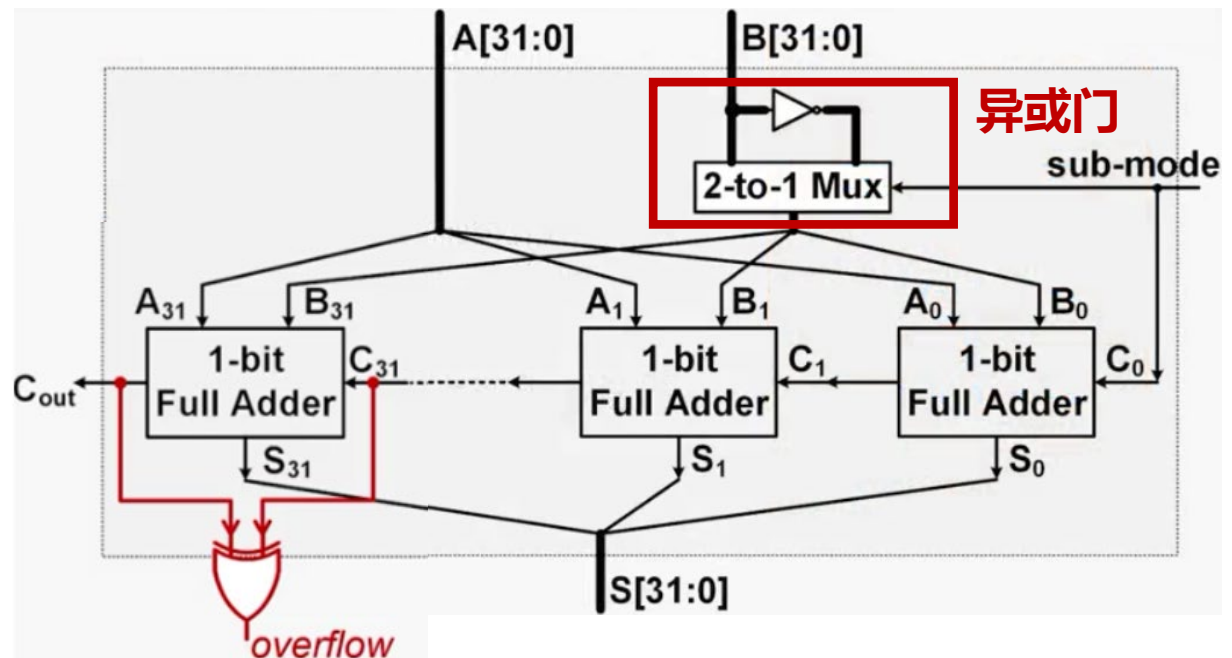 A[31:0]
B[31:0]
异或门
sub-mode
2-to-1 Mux
A₃₁
B₃₁
A₁
B₁
A₀
B₀
1-bit
Full Adder
C₃₁
1-bit
Full Adder
C₁
1-bit
Full Adder
C₀
Cout
S₃₁
S₁
S₀
S[31:0]
overflow